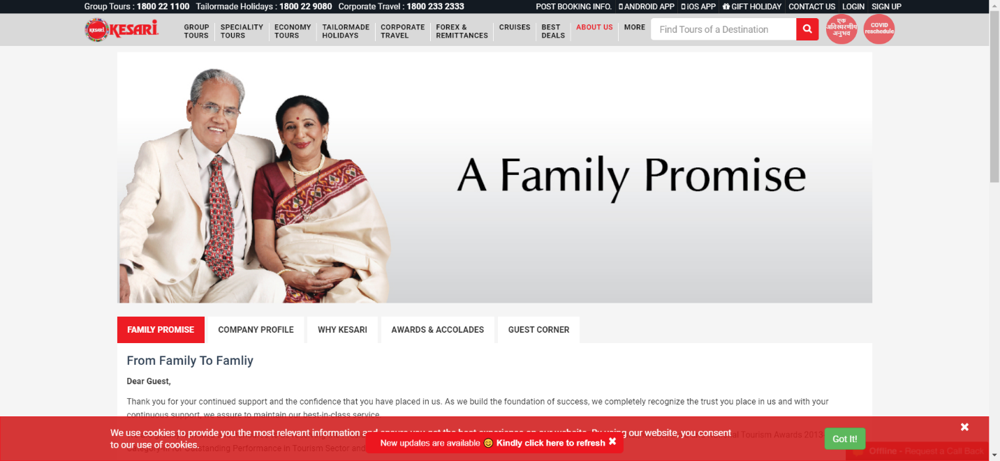 Group Tours : 1800 22 1100 Tailormade Holidays : 1800 22 9080 Corporate Travel : 1800 233 2333 POST BOOKING INFO. ANDROID APP iOS APP GIFT HOLIDAY CONTACT US LOGIN SIGN UP
KESARI KESARI
GROUP TOURS
SPECIALITY TOURS
ECONOMY TOURS
TAILORMADE HOLIDAYS
CORPORATE TRAVEL
FOREX & REMITTANCES
CRUISES
BEST DEALS
ABOUT US
MORE
Find Tours of a Destination
एक
अविस्मरणीय
अनुभव
COVID
reschedule
A Family Promise
FAMILY PROMISE COMPANY PROFILE WHY KESARI AWARDS & ACCOLADES GUEST CORNER
From Family To Famliy
Dear Guest,
Thank you for your continued support and the confidence that you have placed in us. As we build the foundation of success, we completely recognize the trust you place in us and with your
continuous support, we assure to maintain our best-in-class service.
We use cookies to provide you the most relevant information and ensure you get the best experience on our website. By using our website, you consent
to our use of cookies.
Got It!
New updates are available Kindly click here to refresh
al Tourism Awards 2013-
Category-II for Outstanding Performance in Tourism Sector and
Offline - Request a Call Back